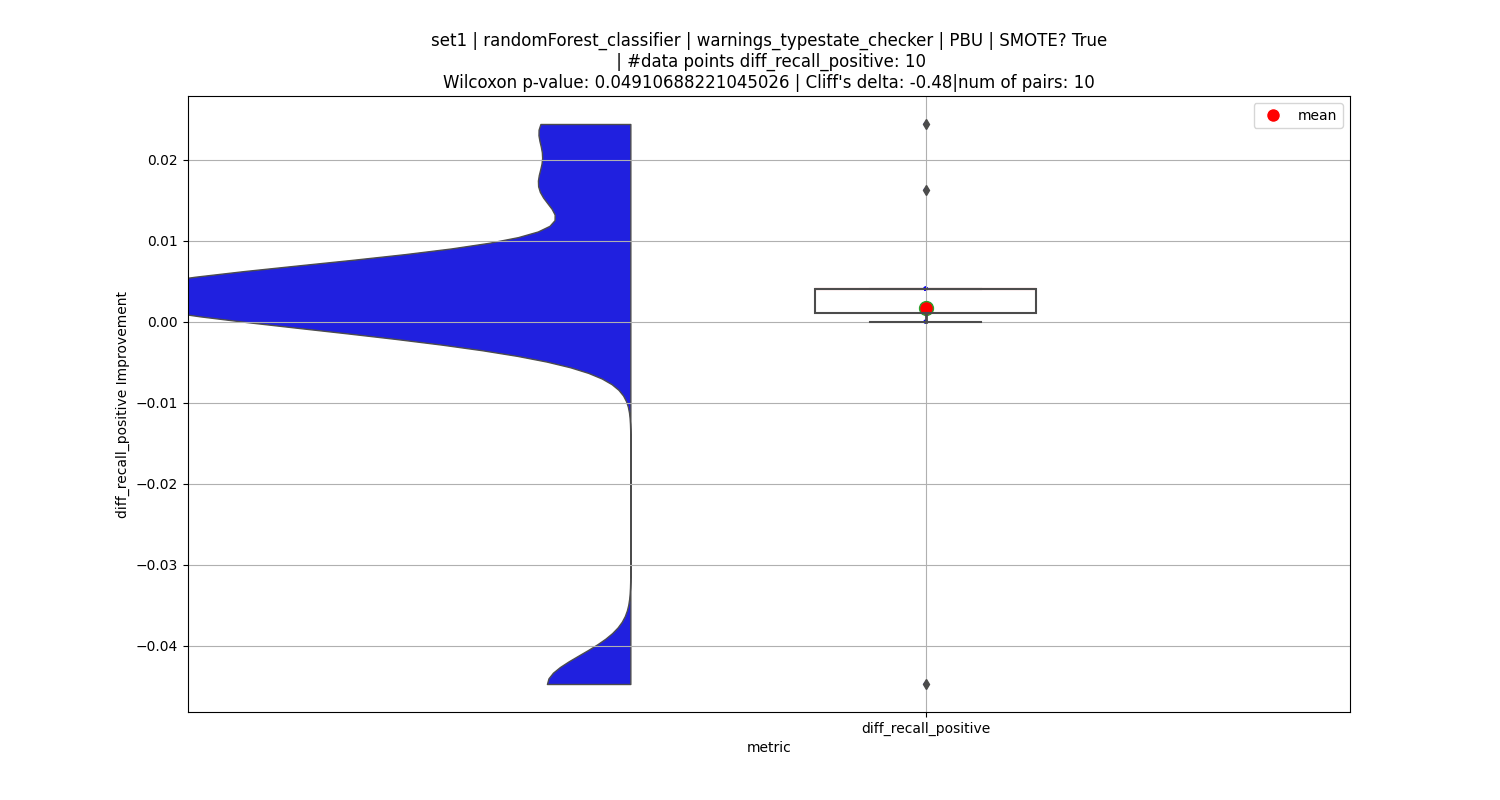 set1 | randomForest_classifier | warnings_typestate_checker | PBU | SMOTE? True
| #data points diff_recall_positive: 10
Wilcoxon p-value: 0.04910688221045026 | Cliff's delta: -0.48|num of pairs: 10
mean
0.02
0.01
0.00
−0.01
−0.02
−0.03
−0.04
diff_recall_positive Improvement
diff_recall_positive
metric